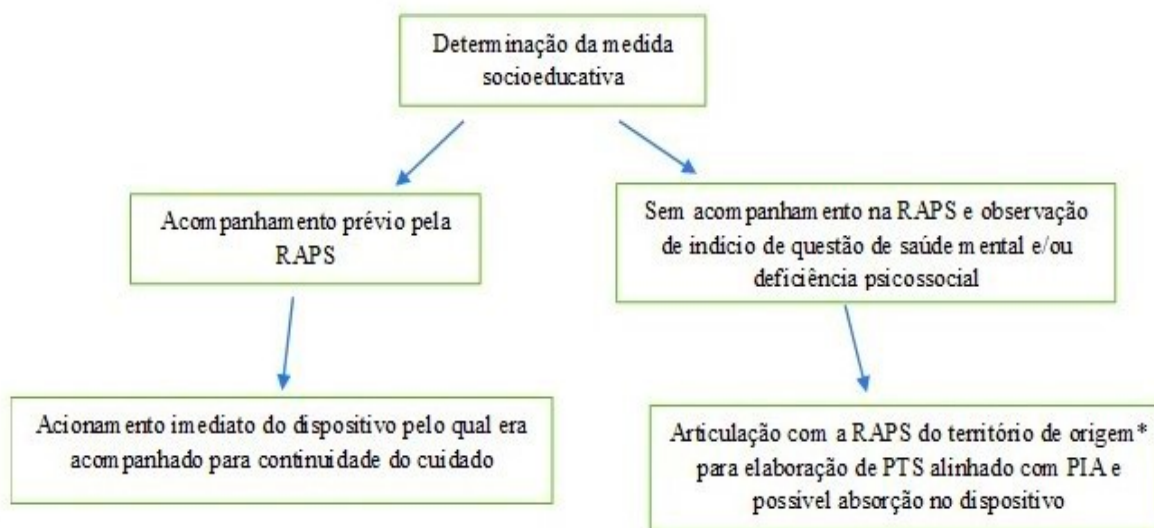 Determinação da medida
socioeducativa
Acompanhamento prévio pela
RAPS
Sem acompanhamento na RAPS e observação
de indício de questão de saúde mental e/ou
deficiência psicossocial
Acionamento imediato do dispositivo pelo qual era
acompanhado para continuidade do cuidado
Articulação com a RAPS do território de origem*
para elaboração de PTS alinhado com PIA e
possível absorção no dispositivo